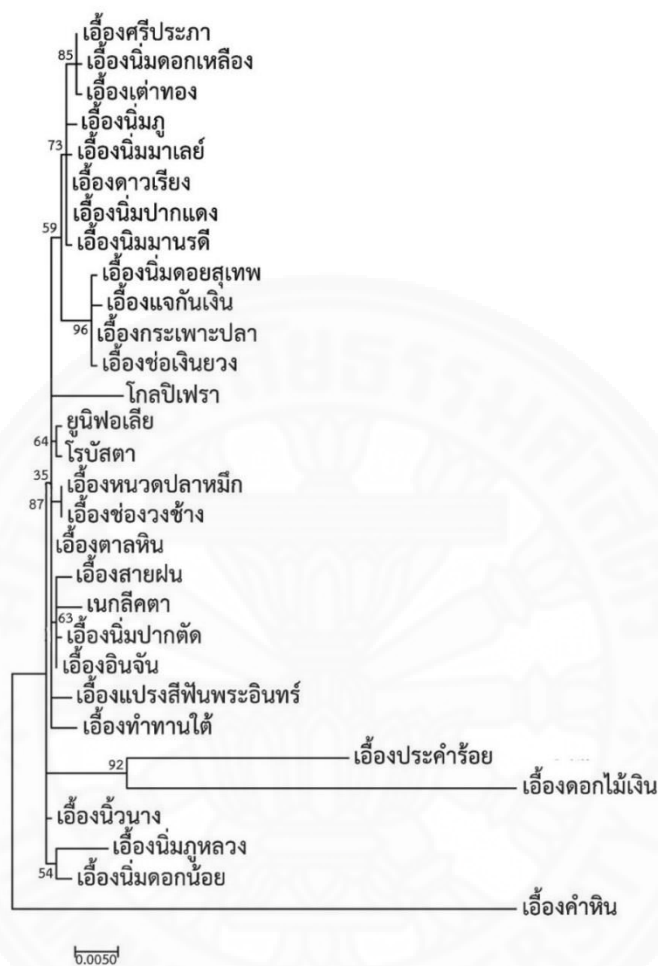 เอื้องศรีประภา
85
เอื้องนิ่มดอกเหลือง
เอื้องเต่าทอง
เอื้องนิ่มภู
73
เอื้องนิ่มมาเลย์
เอื้องดาวเรียง
เอื้องนิ่มปากแดง
59
เอื้องนิมมานรดี
เอื้องนิ่มดอยสุเทพ
เอื้องแจกันเงิน
96
เอื้องกระเพาะปลา
เอื้องช่อเงินยวง
โกลปิเฟรา
ยูนิฟอเลีย
64
โรบัสตา
35
เอื้องหนวดปลาหมึก
87
เอื้องช่องวงช้าง
เอื้องตาลหิน
เอื้องสายฝน
เนกลีคตา
63
เอื้องนิ่มปากตัด
เอื้องอินจัน
เอื้องแปรงสีฟันพระอินทร์
เอื้องทำทานใต้
เอื้องประคำร้อย
92
เอื้องดอกไม้เงิน
เอื้องนิ้วนาง
เอื้องนิ่มภูหลวง
54
เอื้องนิ่มดอกน้อย
เอื้องคำหิน
0.0050